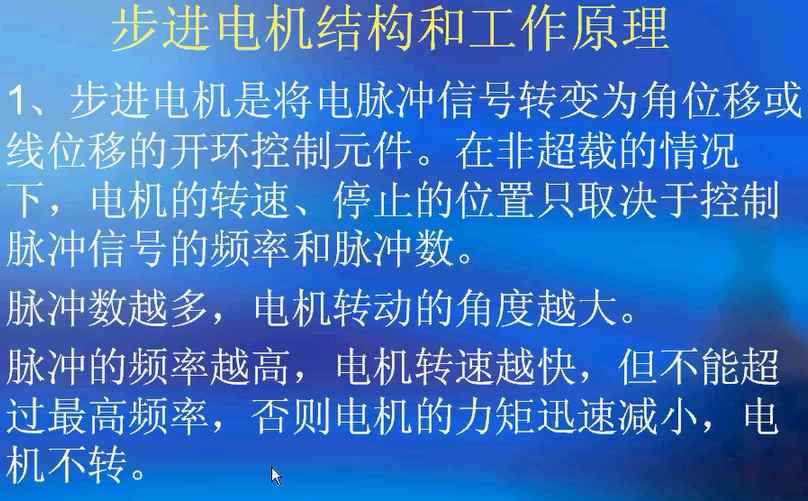 步进电机结构和工作原理
1、步进电机是将电脉冲信号转变为角位移或
线位移的开环控制元件。在非超载的情况
下，电机的转速、停止的位置只取决于控制
脉冲信号的频率和脉冲数。
脉冲数越多，电机转动的角度越大。
脉冲的频率越高，电机转速越快，但不能超
过最高频率，否则电机的力矩迅速减小，电
机不转。